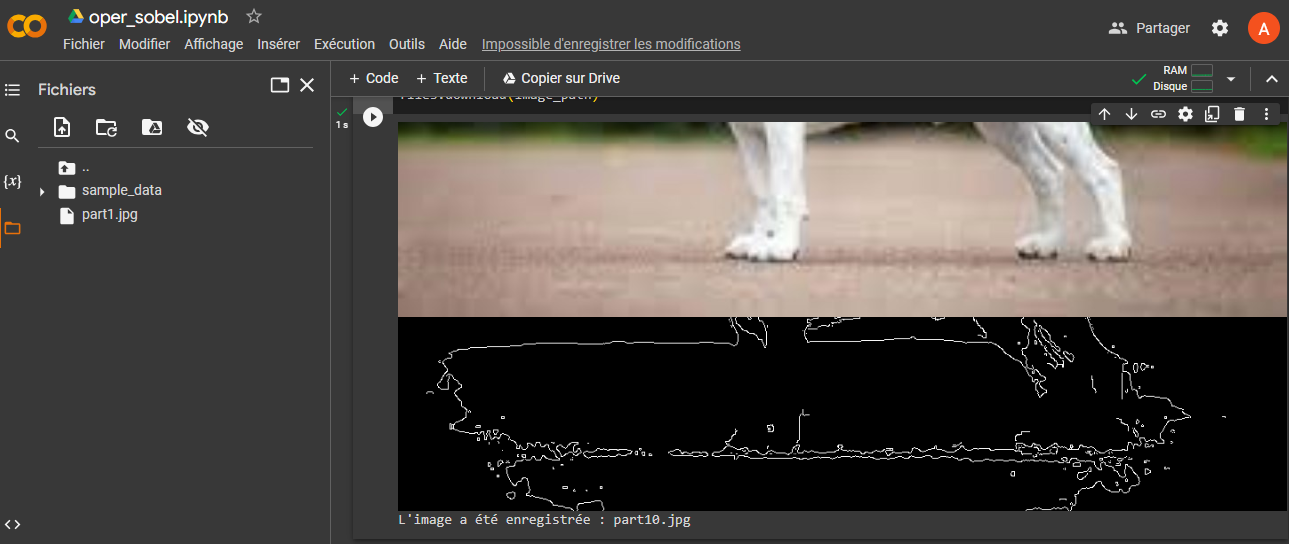 oper_sobel.ipynb
Fichier Modifier Affichage Insérer Exécution Outils Aide Impossible d'enregistrer les modifications
Partager
A
Fichiers
+ Code + Texte Copier sur Drive
RAM
Disque
1 s
files.download(image_path)
..
{x}
sample_data
part1.jpg
L'image a été enregistrée : part10.jpg